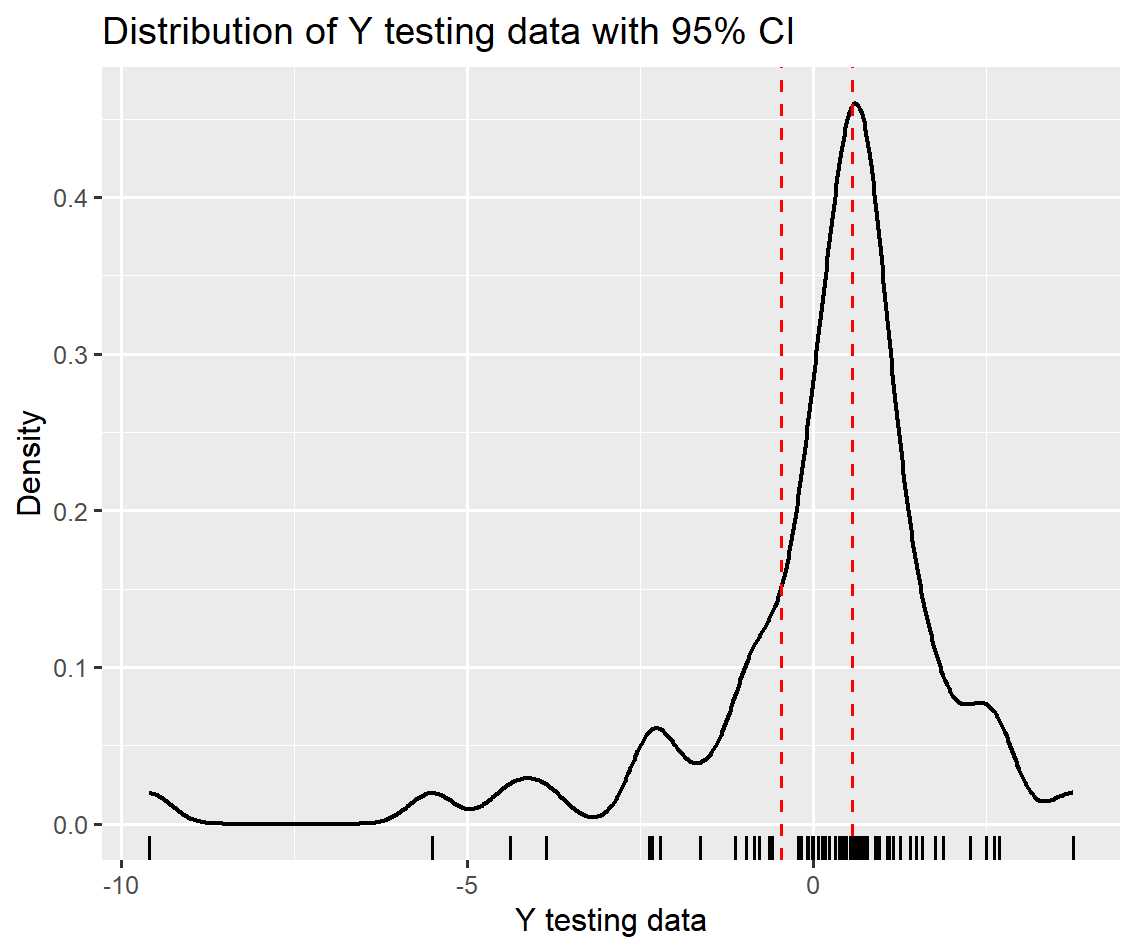 Distribution of Y testing data with 95% CI
Density
0.4
0.3
0.2
0.1
0.0
-10
-5
0
Y testing data